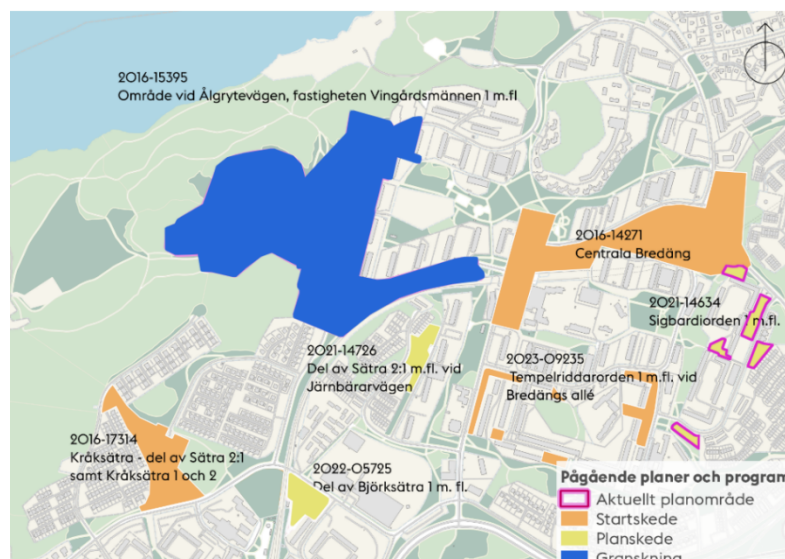 2016-15395
Område vid Ålgrytevägen, fastigheten Vingårdsmännen 1 m.fl
2016-14271
Centrala Bredäng
2021-14634
Sigbardiorden 1 m.fl.
2021-14726
Del av Sätra 2:1 m.fl. vid
Järnbärarvägen
2023-09235
Tempelriddarorden 1 m.fl. vid
Bredängs allé
2016-17314
Kråksätra - del av Sätra 2:1
samt Kråksätra 1 och 2
2022-05725
Del av Björksätra 1 m. fl.
Pågående planer och program
Aktuellt planområde
Startskede
Planskede
Granskning